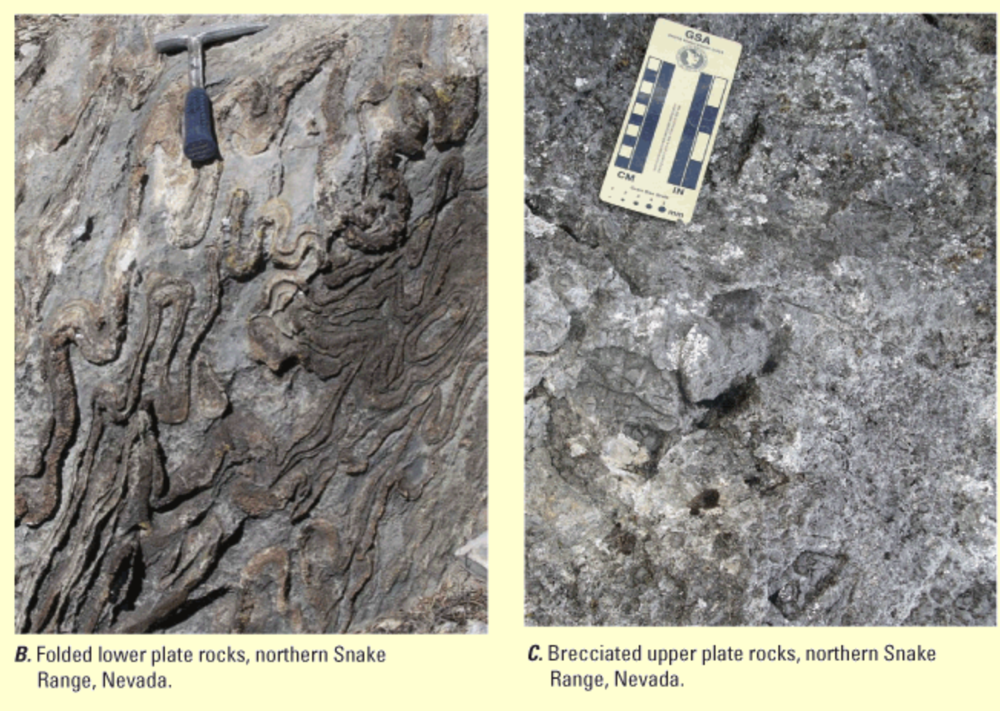 GSA
CM
IN
mm
B. Folded lower plate rocks, northern Snake
Range, Nevada.
C. Brecciated upper plate rocks, northern Snake
Range, Nevada.